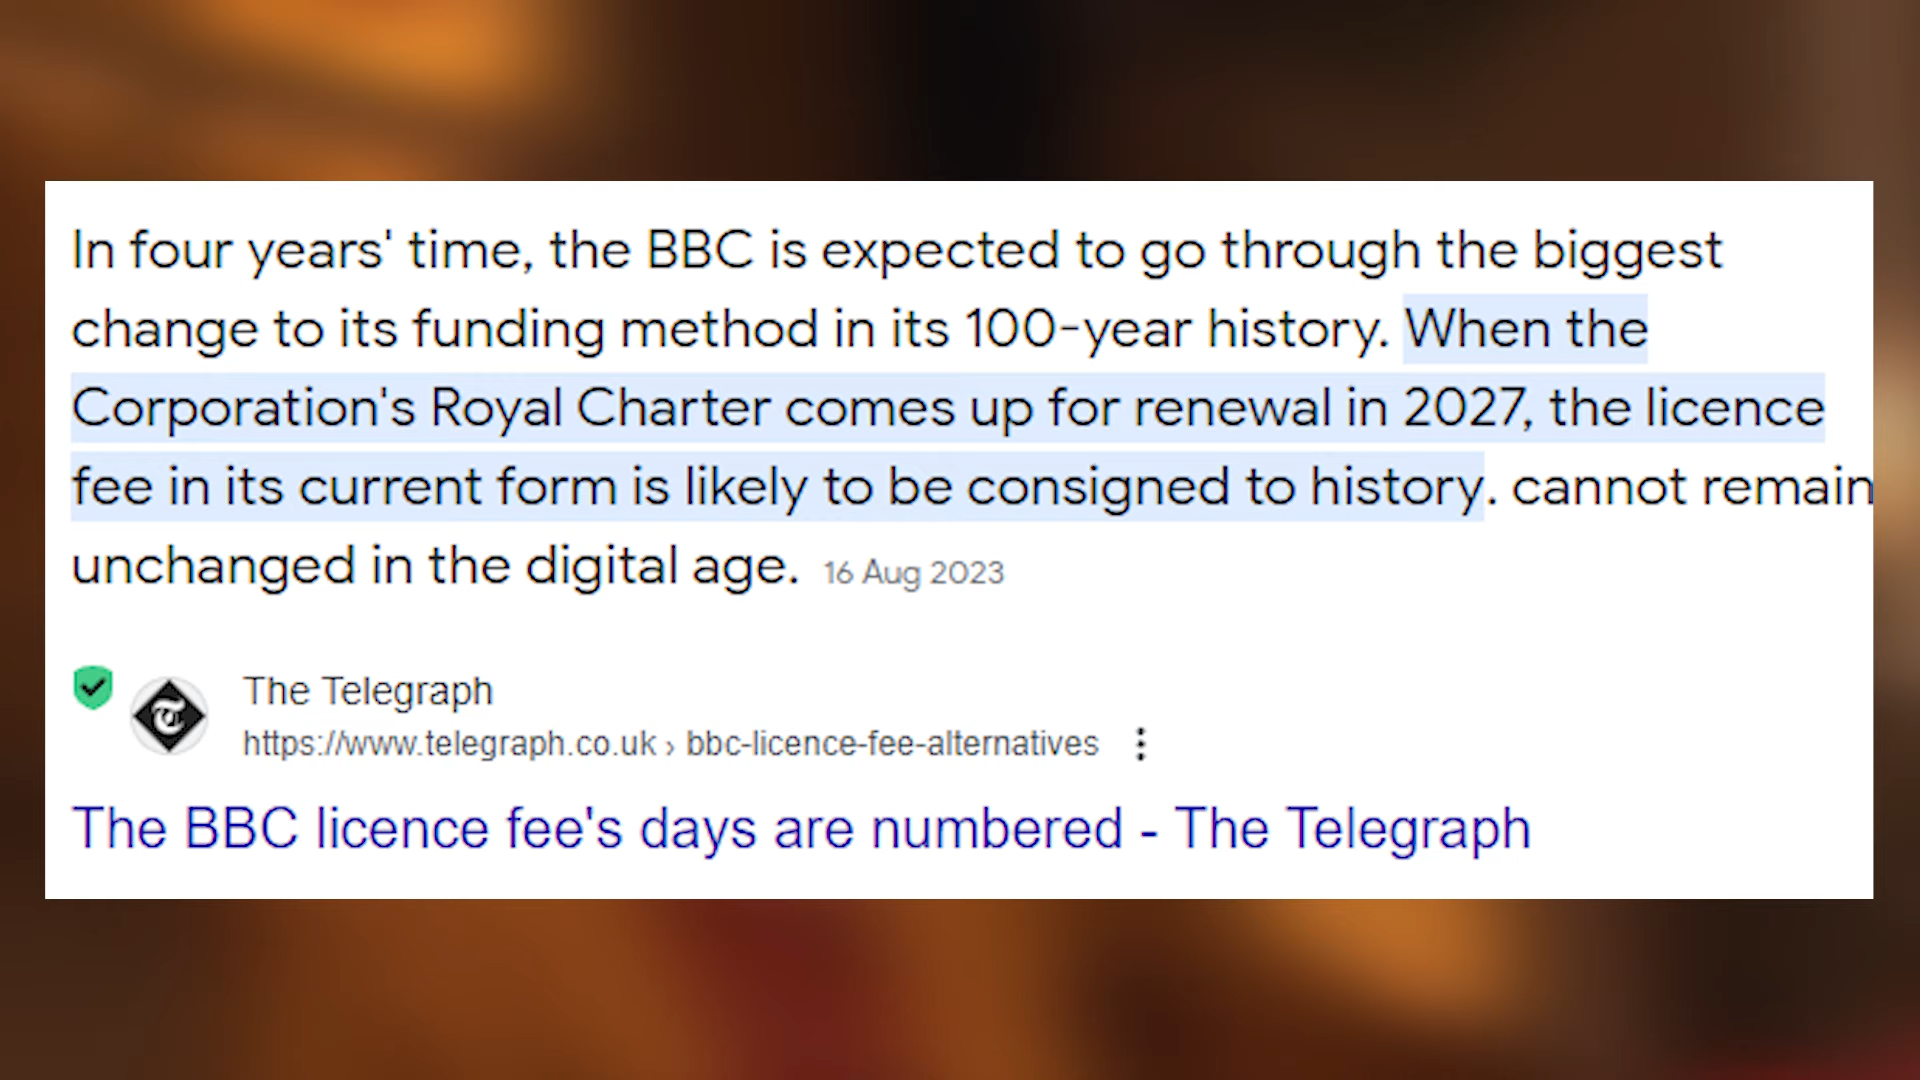 In four years' time, the BBC is expected to go through the biggest
change to its funding method in its 100-year history. When the
Corporation's Royal Charter comes up for renewal in 2027, the licence
fee in its current form is likely to be consigned to history. cannot remain
unchanged in the digital age. 16 Aug 2023
The Telegraph
https://www.telegraph.co.uk › bbc-licence-fee-alternatives
The BBC licence fee's days are numbered - The Telegraph